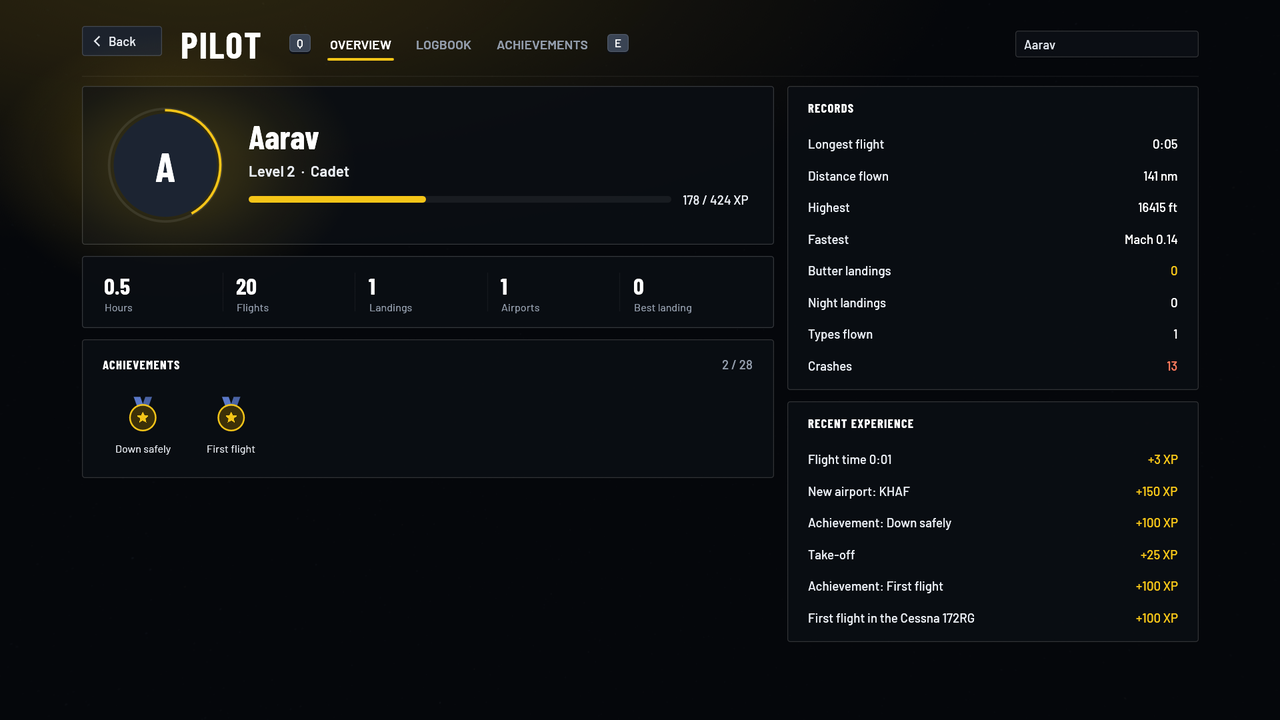 Back
PILOT
Q
OVERVIEW
LOGBOOK
ACHIEVEMENTS
E
Aarav
A
Aarav
Level 2 · Cadet
178 / 424 XP
0.5
Hours
20
Flights
1
Landings
1
Airports
0
Best landing
ACHIEVEMENTS
2 / 28
Down safely
First flight
RECORDS
Longest flight 0:05
Distance flown 141 nm
Highest 16415 ft
Fastest Mach 0.14
Butter landings 0
Night landings 0
Types flown 1
Crashes 13
RECENT EXPERIENCE
Flight time 0:01 +3 XP
New airport: KHAF +150 XP
Achievement: Down safely +100 XP
Take-off +25 XP
Achievement: First flight +100 XP
First flight in the Cessna 172RG +100 XP